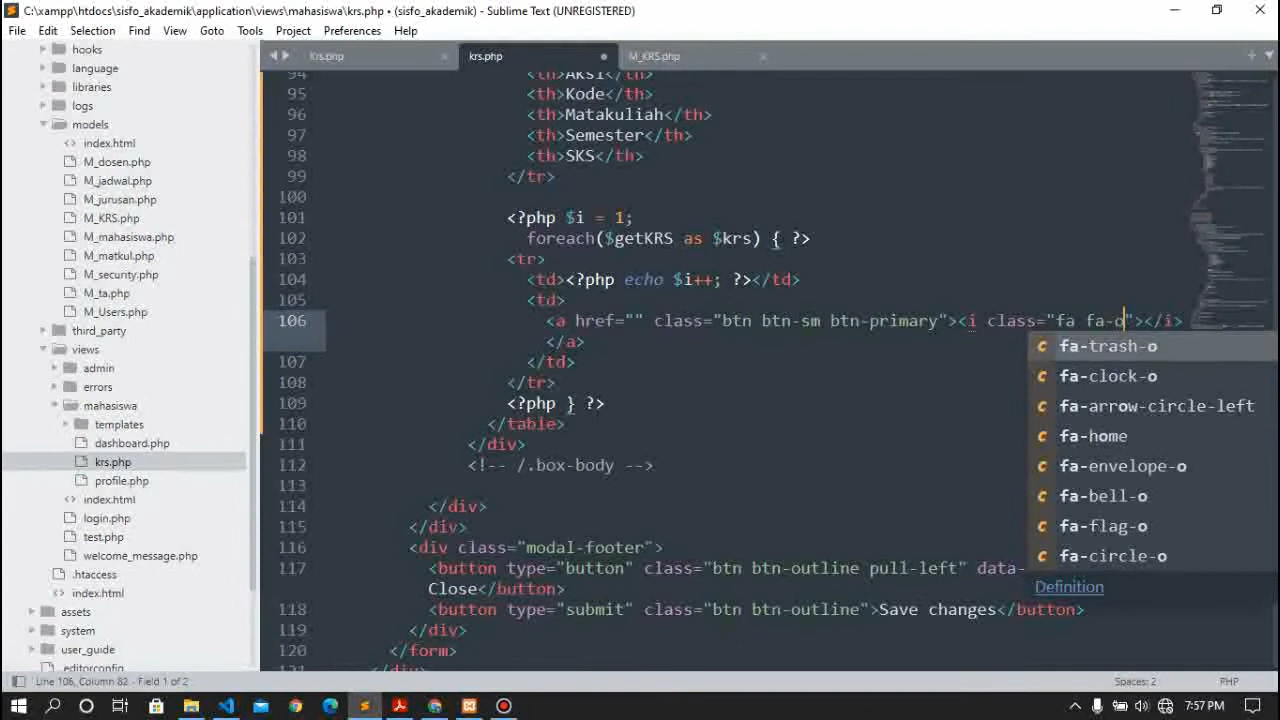 C:\xampp\htdocs\sisfo_akademik\application\views\mahasiswa\krs.php • (sisfo_akademik) - Sublime Text (UNREGISTERED)
File Edit Selection Find View Goto Tools Project Preferences Help
hooks
language
libraries
logs
models
index.html
M_dosen.php
M_jadwal.php
M_jurusan.php
M_KRS.php
M_mahasiswa.php
M_matkul.php
M_security.php
M_ta.php
M_Users.php
third_party
views
admin
errors
mahasiswa
templates
dashboard.php
krs.php
profile.php
index.html
login.php
test.php
welcome_message.php
.htaccess
index.html
assets
system
user_guide
.editorconfig
Krs.php krs.php M_KRS.php
94 <th>Aksi</th>
95 <th>Kode</th>
96 <th>Matakuliah</th>
97 <th>Semester</th>
98 <th>SKS</th>
99 </tr>
100
101 <?php $i = 1;
102 foreach($getKRS as $krs) { ?>
103 <tr>
104 <td><?php echo $i++; ?></td>
105 <td>
106 <a href="" class="btn btn-sm btn-primary"><i class="fa fa-o"></i>
</a>
107 </td>
108 </tr>
109 <?php } ?>
110 </table>
111 </div>
112 <!-- /.box-body -->
113
114 </div>
115 </div>
116 <div class="modal-footer">
117 <button type="button" class="btn btn-outline pull-left" data-
Close</button>
118 <button type="submit" class="btn btn-outline">Save changes</button>
119 </div>
120 </form>
121 </div>
c fa-trash-o
c fa-clock-o
c fa-arrow-circle-left
c fa-home
c fa-envelope-o
c fa-bell-o
c fa-flag-o
c fa-circle-o
Definition
Line 106, Column 82 - Field 1 of 2 Spaces: 2 PHP
7:57 PM